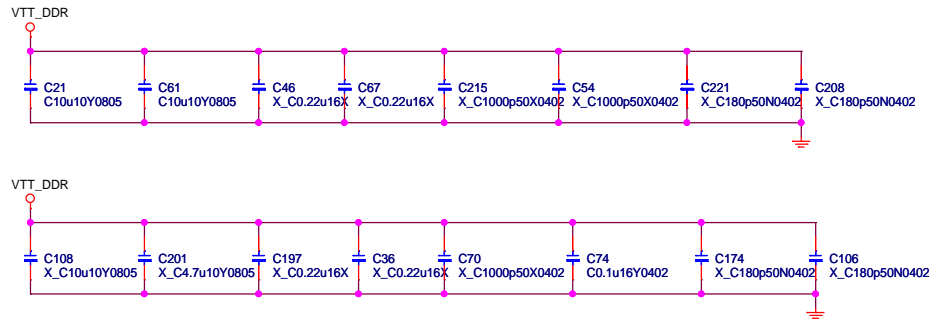 VTT_DDR
C21
C10u10Y0805
C61
C10u10Y0805
C46
X_C0.22u16X
C67
X_C0.22u16X
C215
X_C1000p50X0402
C54
X_C1000p50X0402
C221
X_C180p50N0402
C208
X_C180p50N0402
VTT_DDR
C108
X_C10u10Y0805
C201
X_C4.7u10Y0805
C197
X_C0.22u16X
C36
X_C0.22u16X
C70
X_C1000p50X0402
C74
C0.1u16Y0402
C174
X_C180p50N0402
C106
X_C180p50N0402